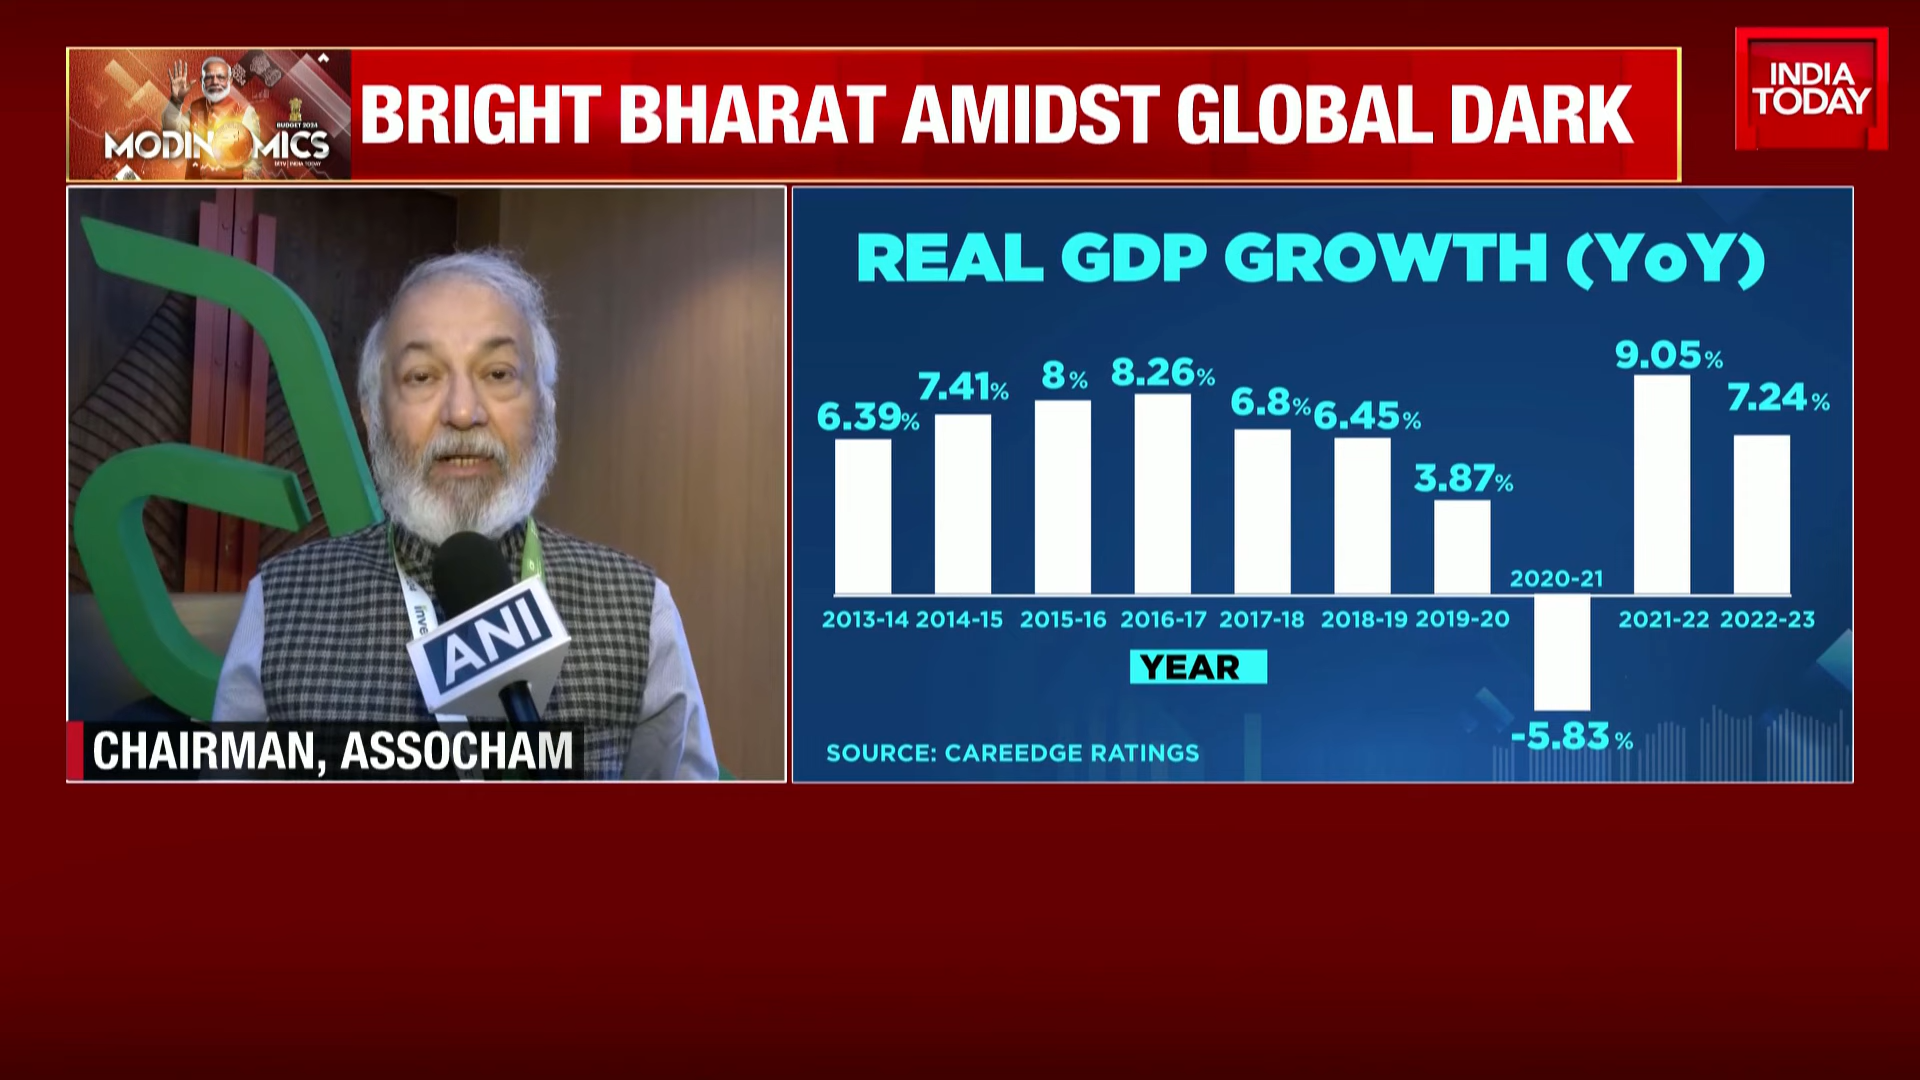 BRIGHT BHARAT AMIDST GLOBAL DARK
INDIA
TODAY
BUDGET 2024
MODINOMICS
REAL GDP GROWTH (YoY)
6.39%
7.41%
8%
8.26%
6.8%
6.45%
3.87%
9.05%
7.24%
2020-21
2013-14 2014-15 2015-16 2016-17 2017-18 2018-19 2019-20 2021-22 2022-23
YEAR
-5.83%
SOURCE: CAREEDGE RATINGS
inve
ANI
CHAIRMAN, ASSOCHAM